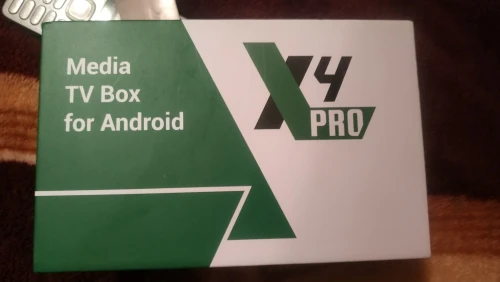 Media
TV Box
for Android
X4
PRO